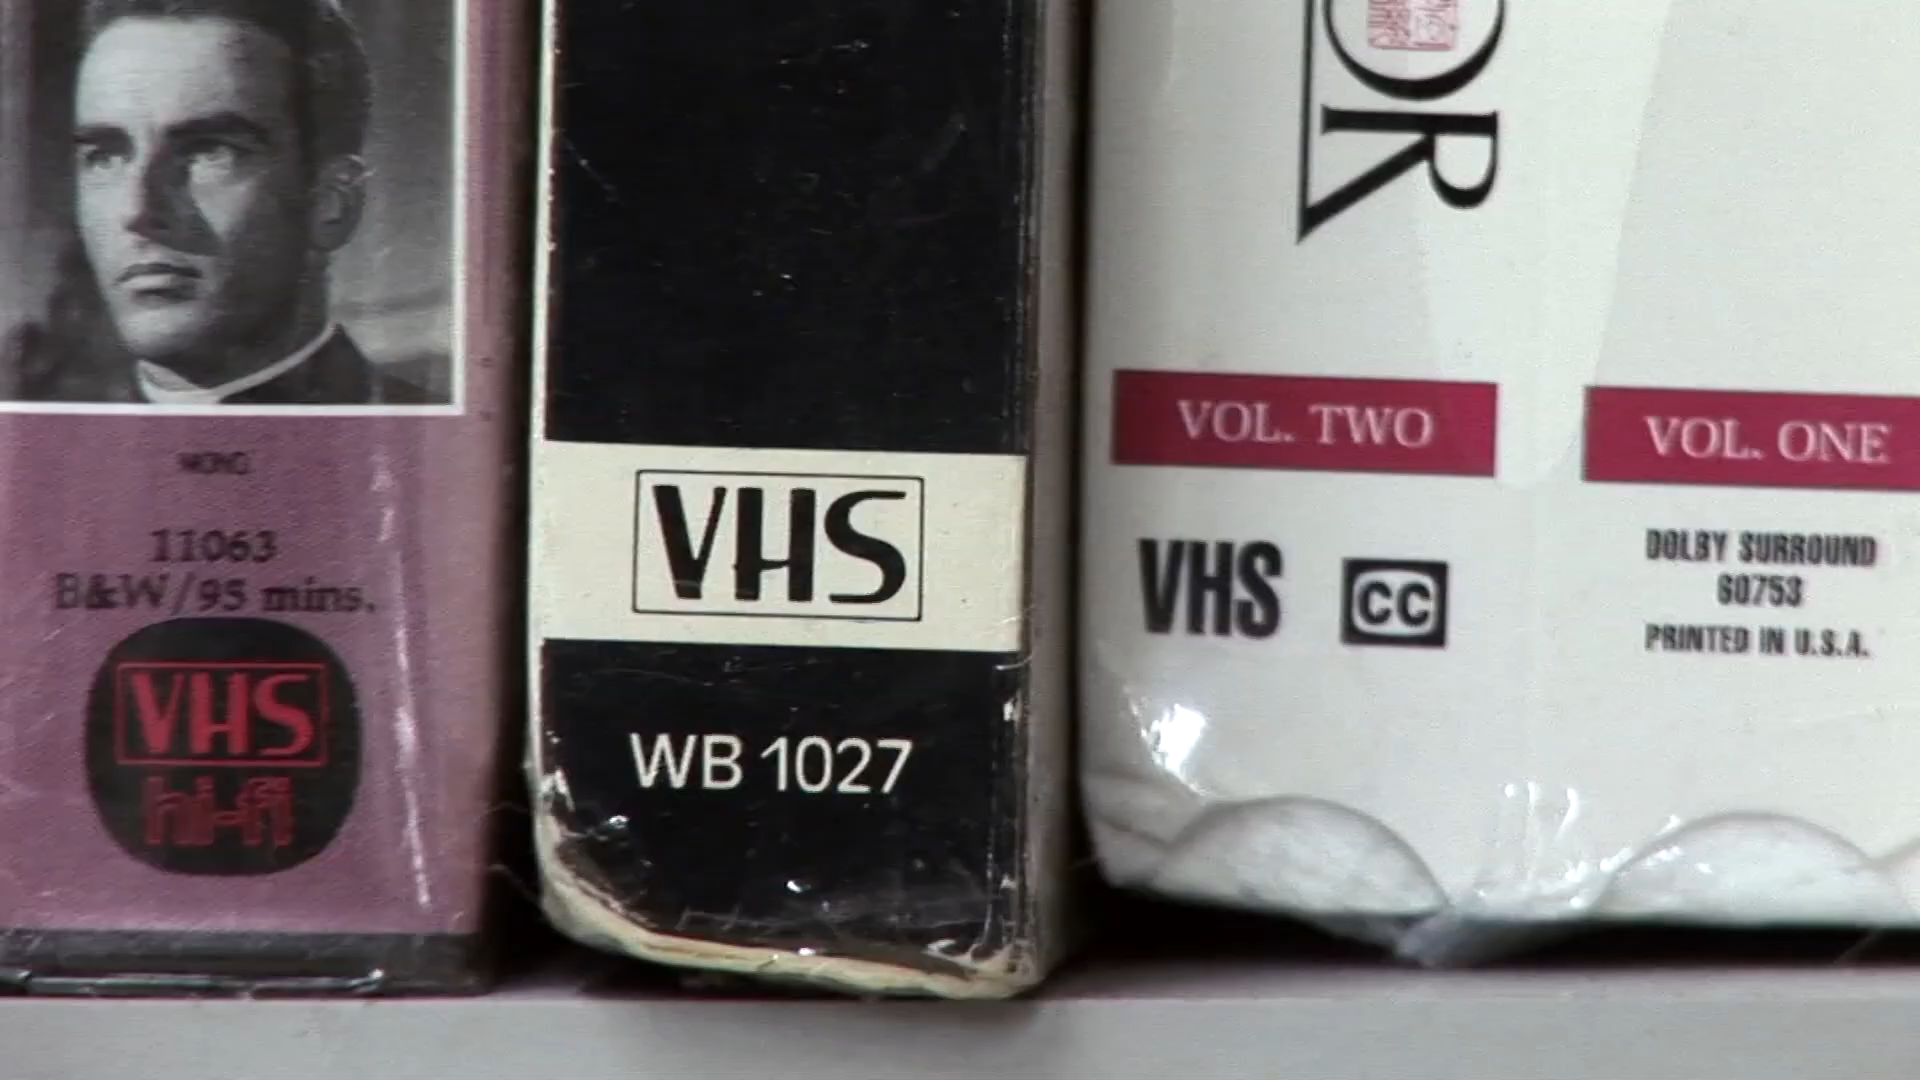 MONO
11063
B&W/95 mins.
VHS
hi-fi
VHS
WB 1027
OR
VOL. TWO
VHS
CC
VOL. ONE
DOLBY SURROUND
60753
PRINTED IN U.S.A.